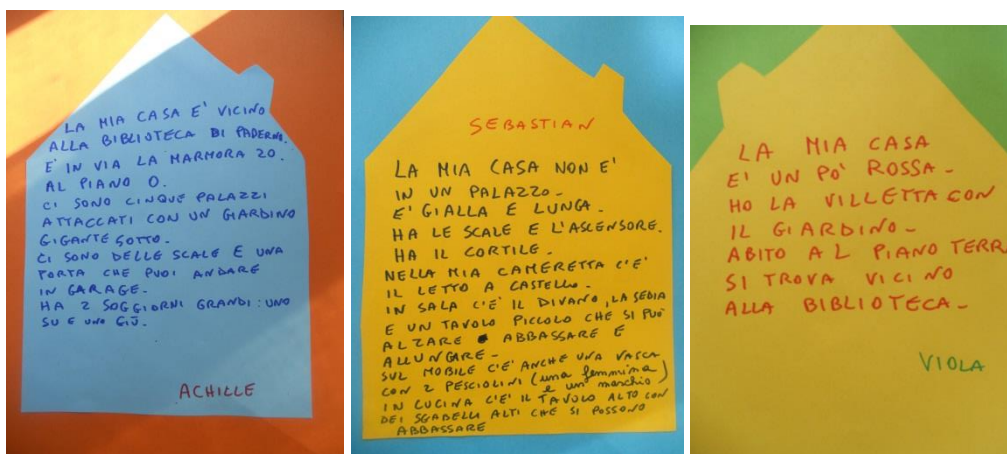 LA MIA CASA E' VICINO
ALLA BIBLIOTECA DI PADERNO.
E' IN VIA LA MARMORA 20.
AL PIANO 0.
CI SONO CINQUE PALAZZI
ATTACCATI CON UN GIARDINO
GIGANTE SOTTO.
CI SONO DELLE SCALE E UNA
PORTA CHE PUOI ANDARE
IN GARAGE.
HA 2 SOGGIORNI GRANDI: UNO
SU E UNO GIÙ.
ACHILLE
SEBASTIAN
LA MIA CASA NON E'
IN UN PALAZZO-
E' GIALLA E LUNGA.
HA LE SCALE E L'ASCENSORE.
HA IL CORTILE.
NELLA MIA CAMERETTA C'E'
IL LETTO A CASTELLO.
IN SALA C'E' IL DIVANO, LA SEDIA
E UN TAVOLO PICCOLO CHE SI PUÒ
ALZARE ABBASSARE E
ALLUNGARE-
SUL MOBILE C'E' ANCHE UNA VASCA
CON 2 PESCIOLINI (una femmina
e un maschio)
IN CUCINA C'E' IL TAVOLO ALTO CON
DEI SGABELLI ALTI CHE SI POSSONO
ABBASSARE
LA MIA CASA
E' UN PÒ ROSSA-
HO LA VILLETTA CON
IL GIARDINO-
ABITO AL PIANO TERR
SI TROVA VICINO
ALLA BIBLIOTECA-
VIOLA